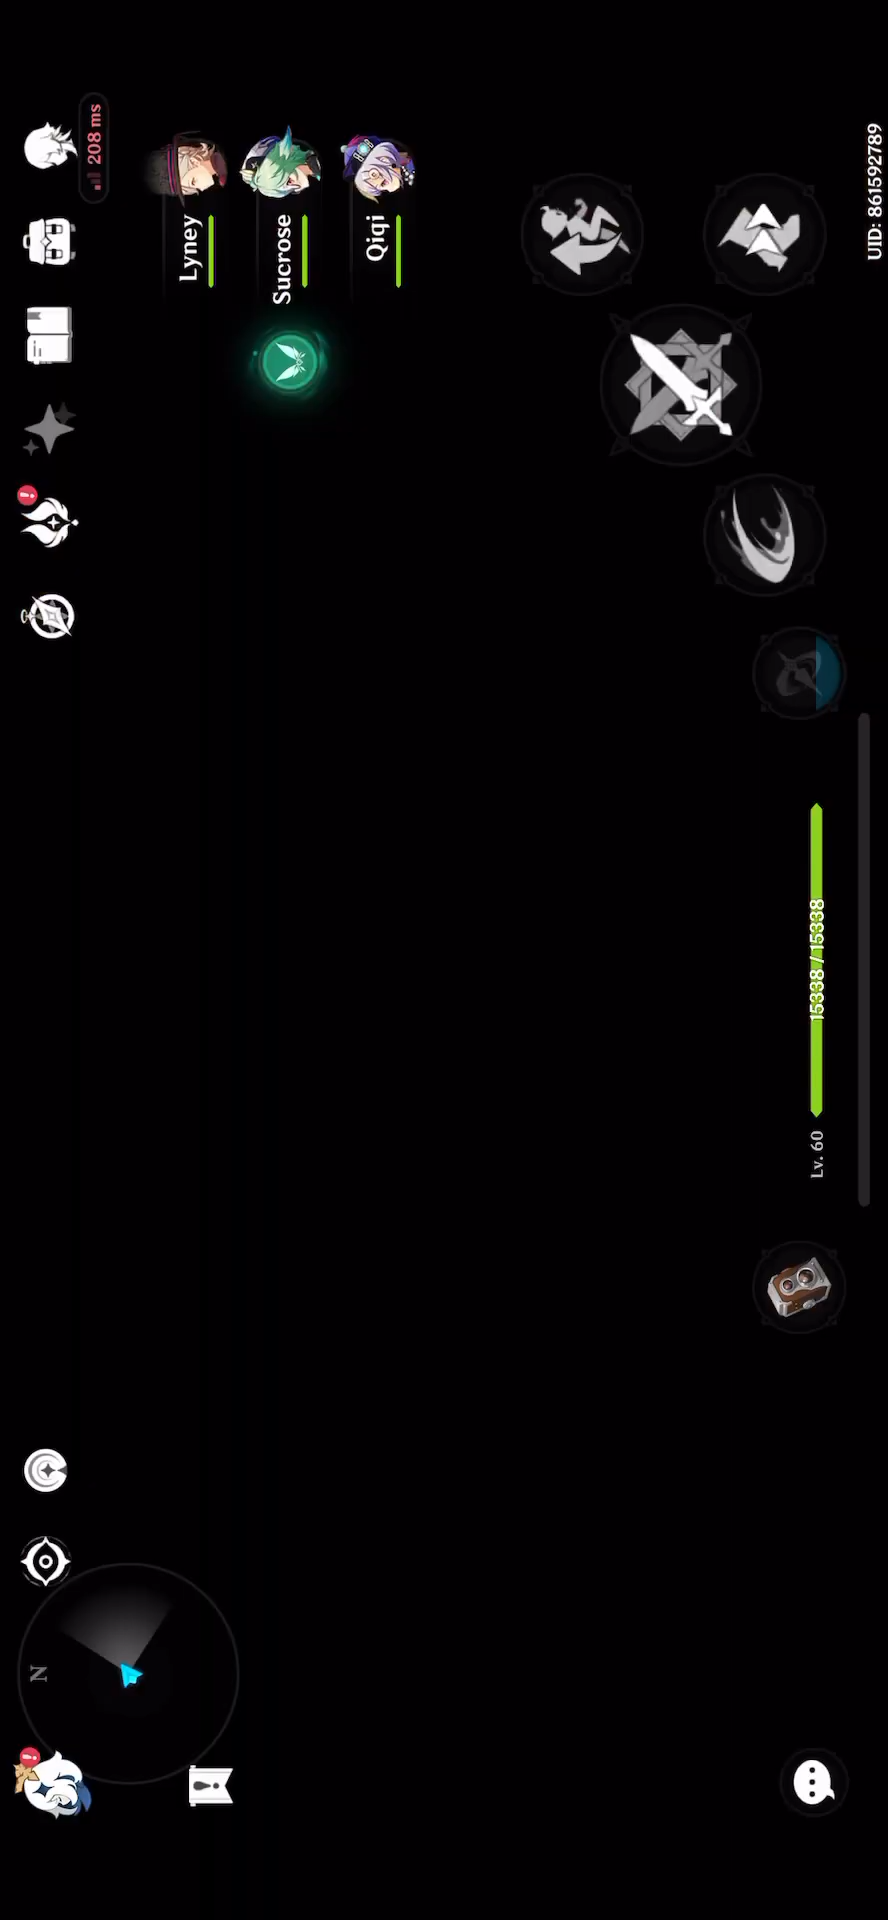 208 ms
Lyney
Sucrose
Qiqi
N
15338 / 15338
Lv. 60
UID: 861592789